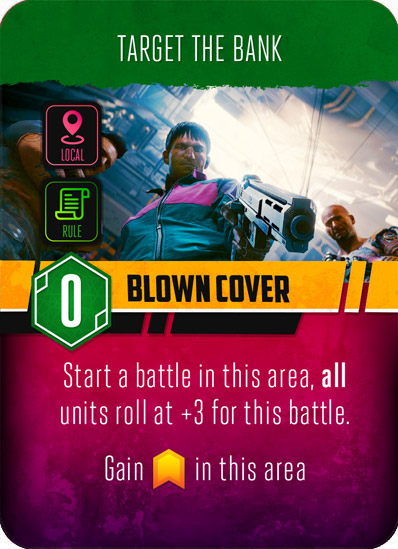 TARGET THE BANK
LOCAL
RULE
0
BLOWN COVER
Start a battle in this area, all
units roll at +3 for this battle.
Gain in this area